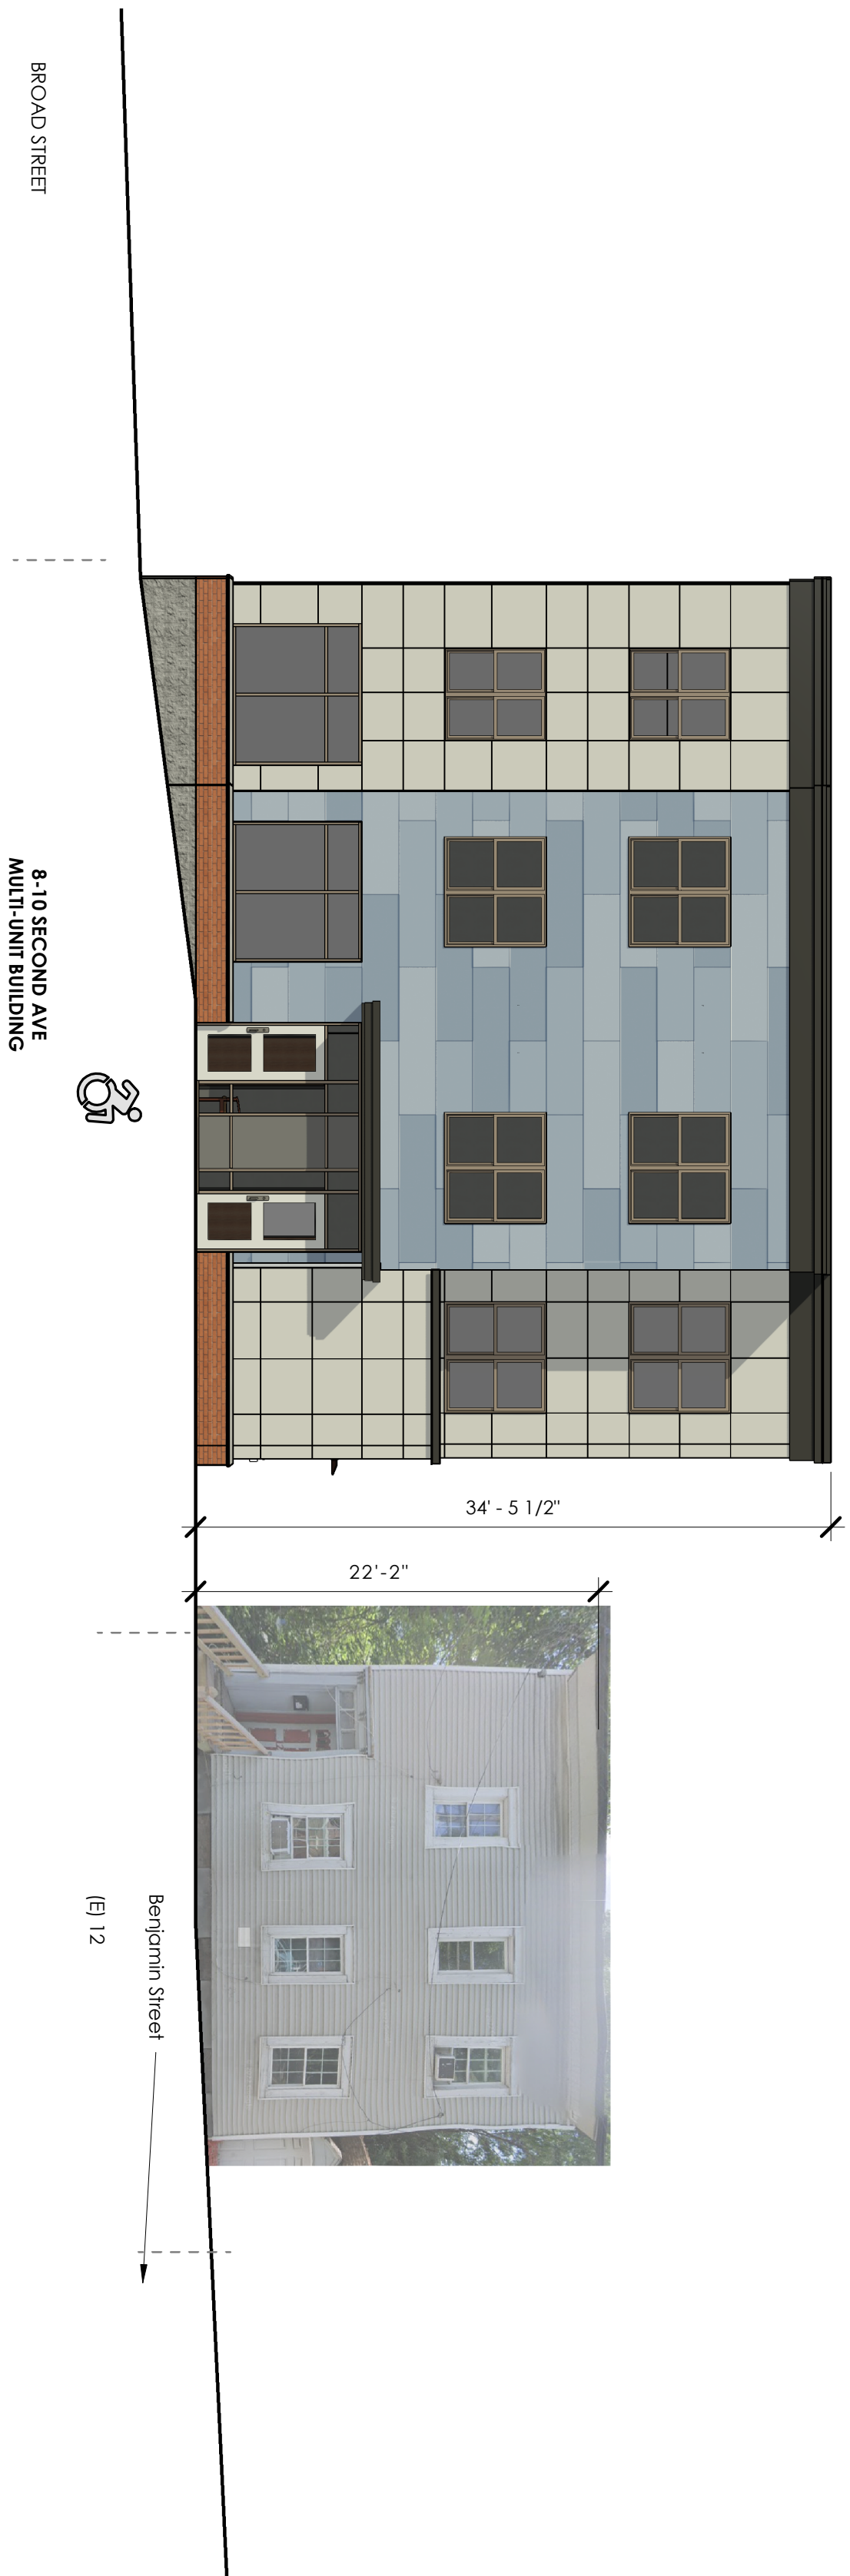 BROAD STREET
8-10 SECOND AVE
MULTI-UNIT BUILDING
34' - 5 1/2"
22'-2"
Benjamin Street
(E) 12